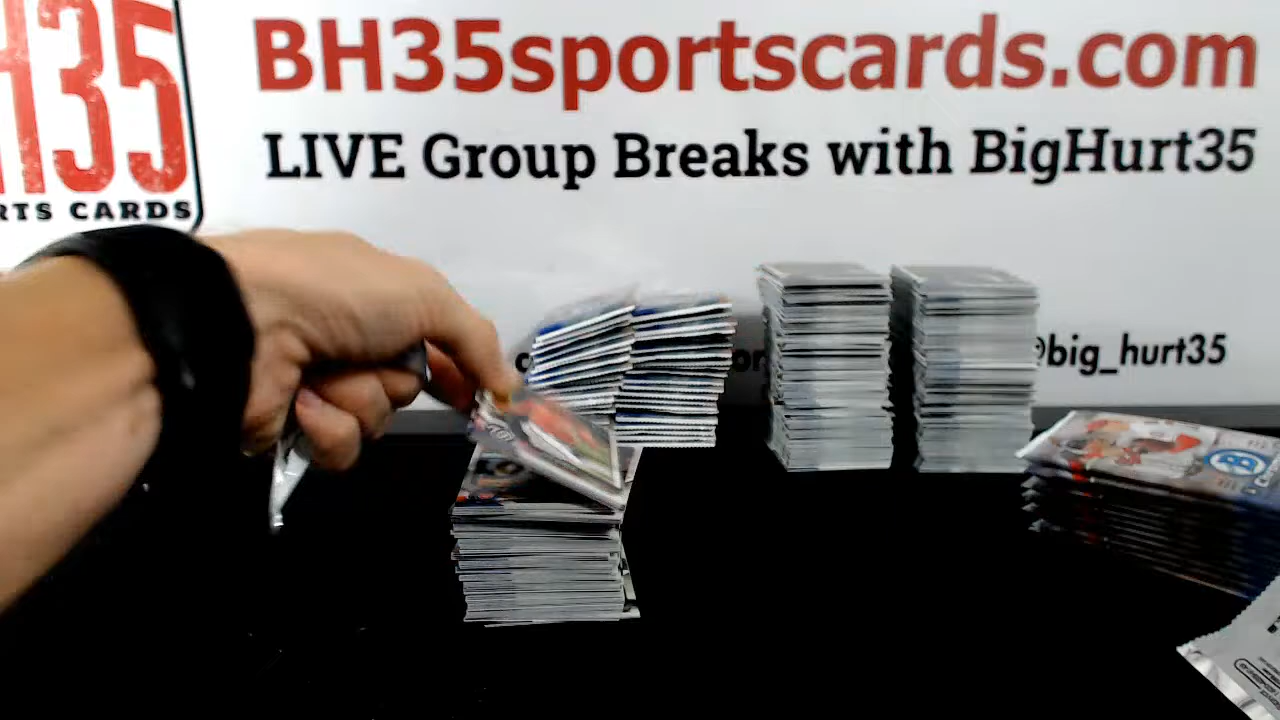 BH35sportscards.com
LIVE Group Breaks with BigHurt35
H35
RTS CARDS
@big_hurt35